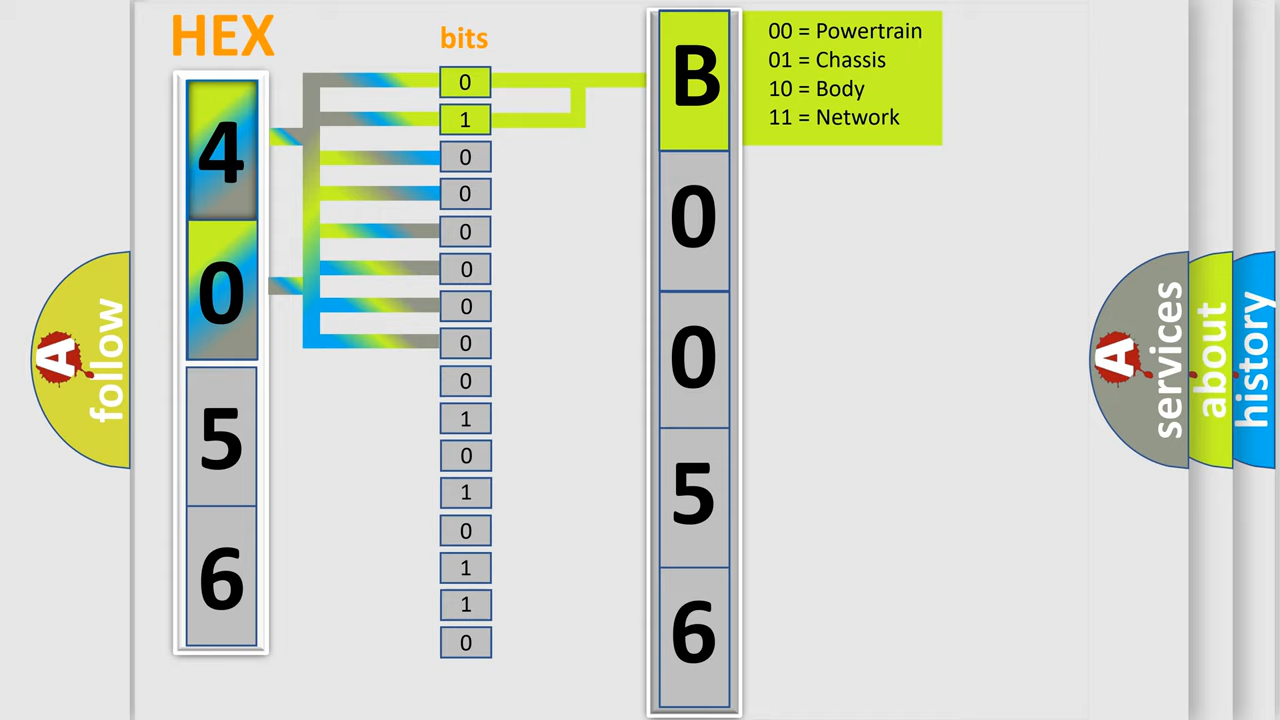 HEX
bits
4
0
5
6
0
1
0
0
0
0
0
0
0
1
0
1
0
1
1
0
B
0
0
5
6
00 = Powertrain
01 = Chassis
10 = Body
11 = Network
A
follow
A
services
about
history